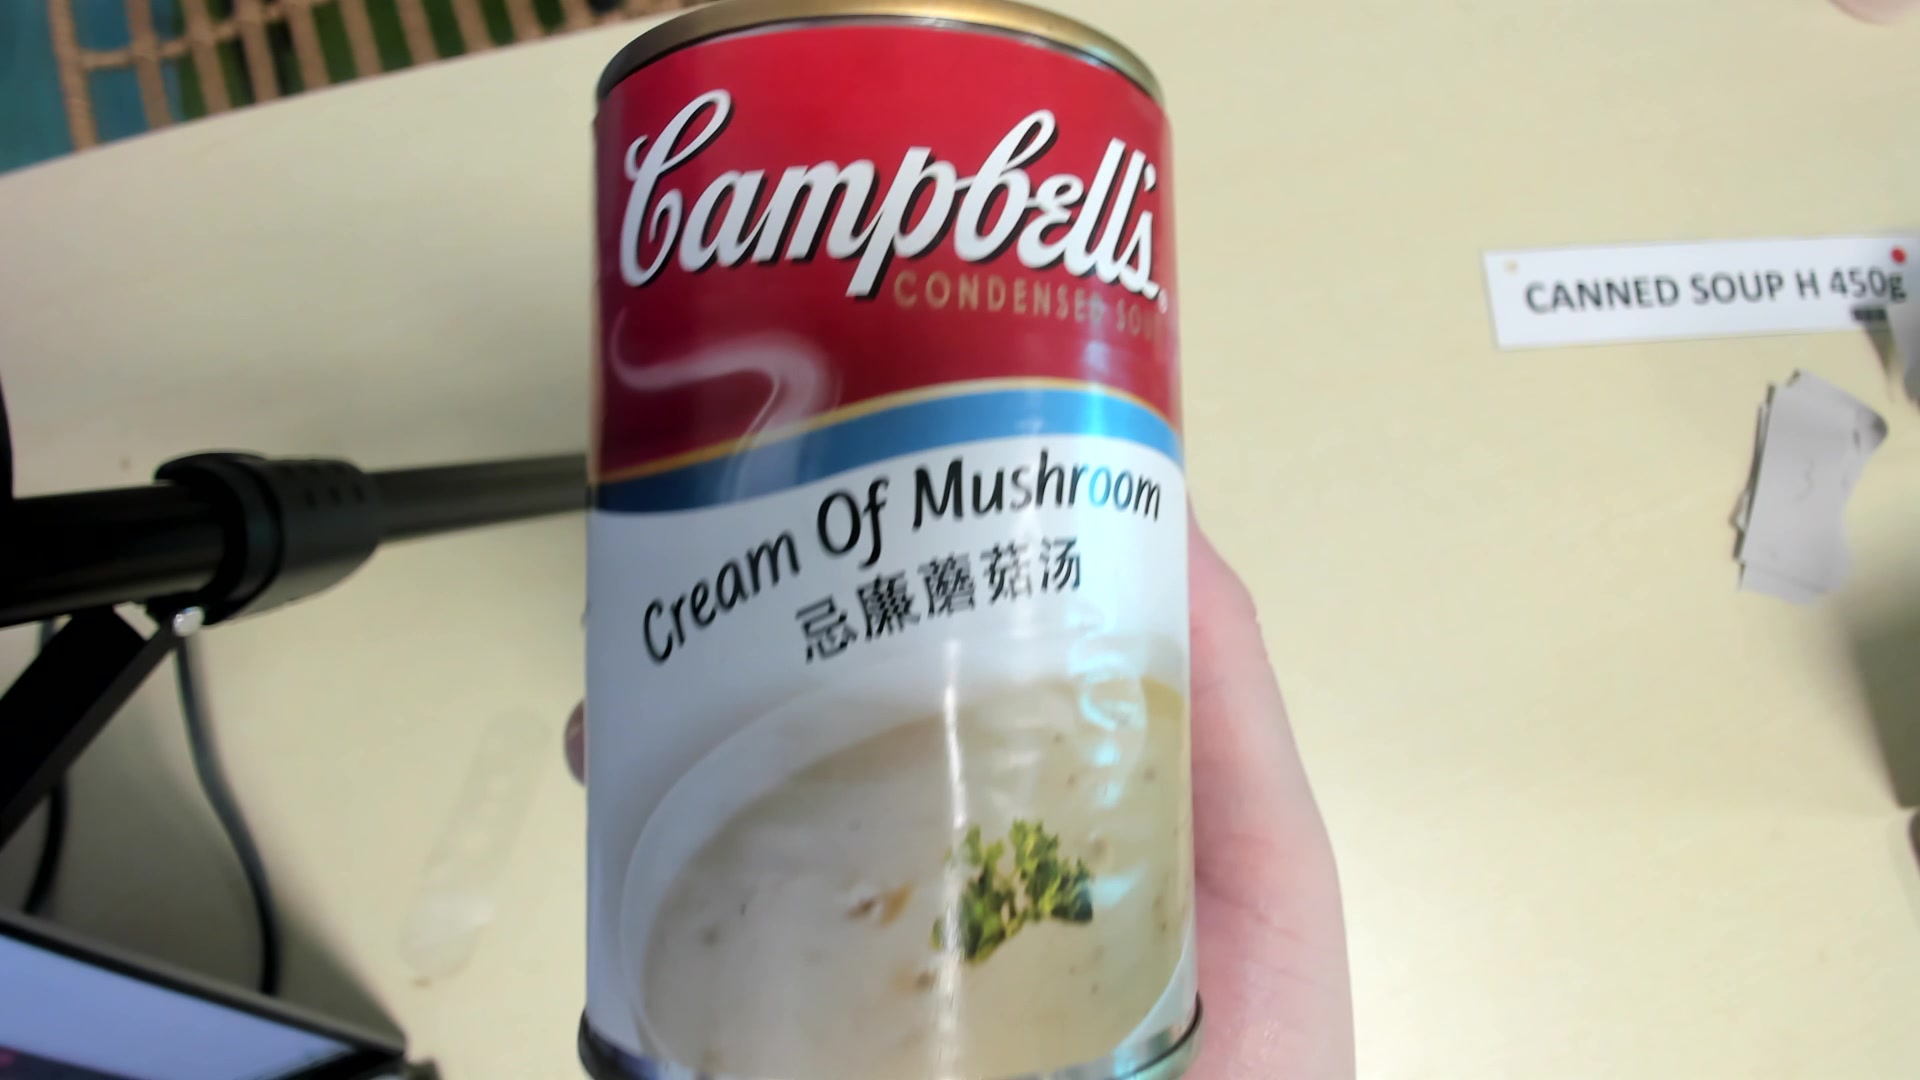 Campbell's
CONDENSED SOUP
Cream Of Mushroom
忌廉蘑菇汤
CANNED SOUP H 450g